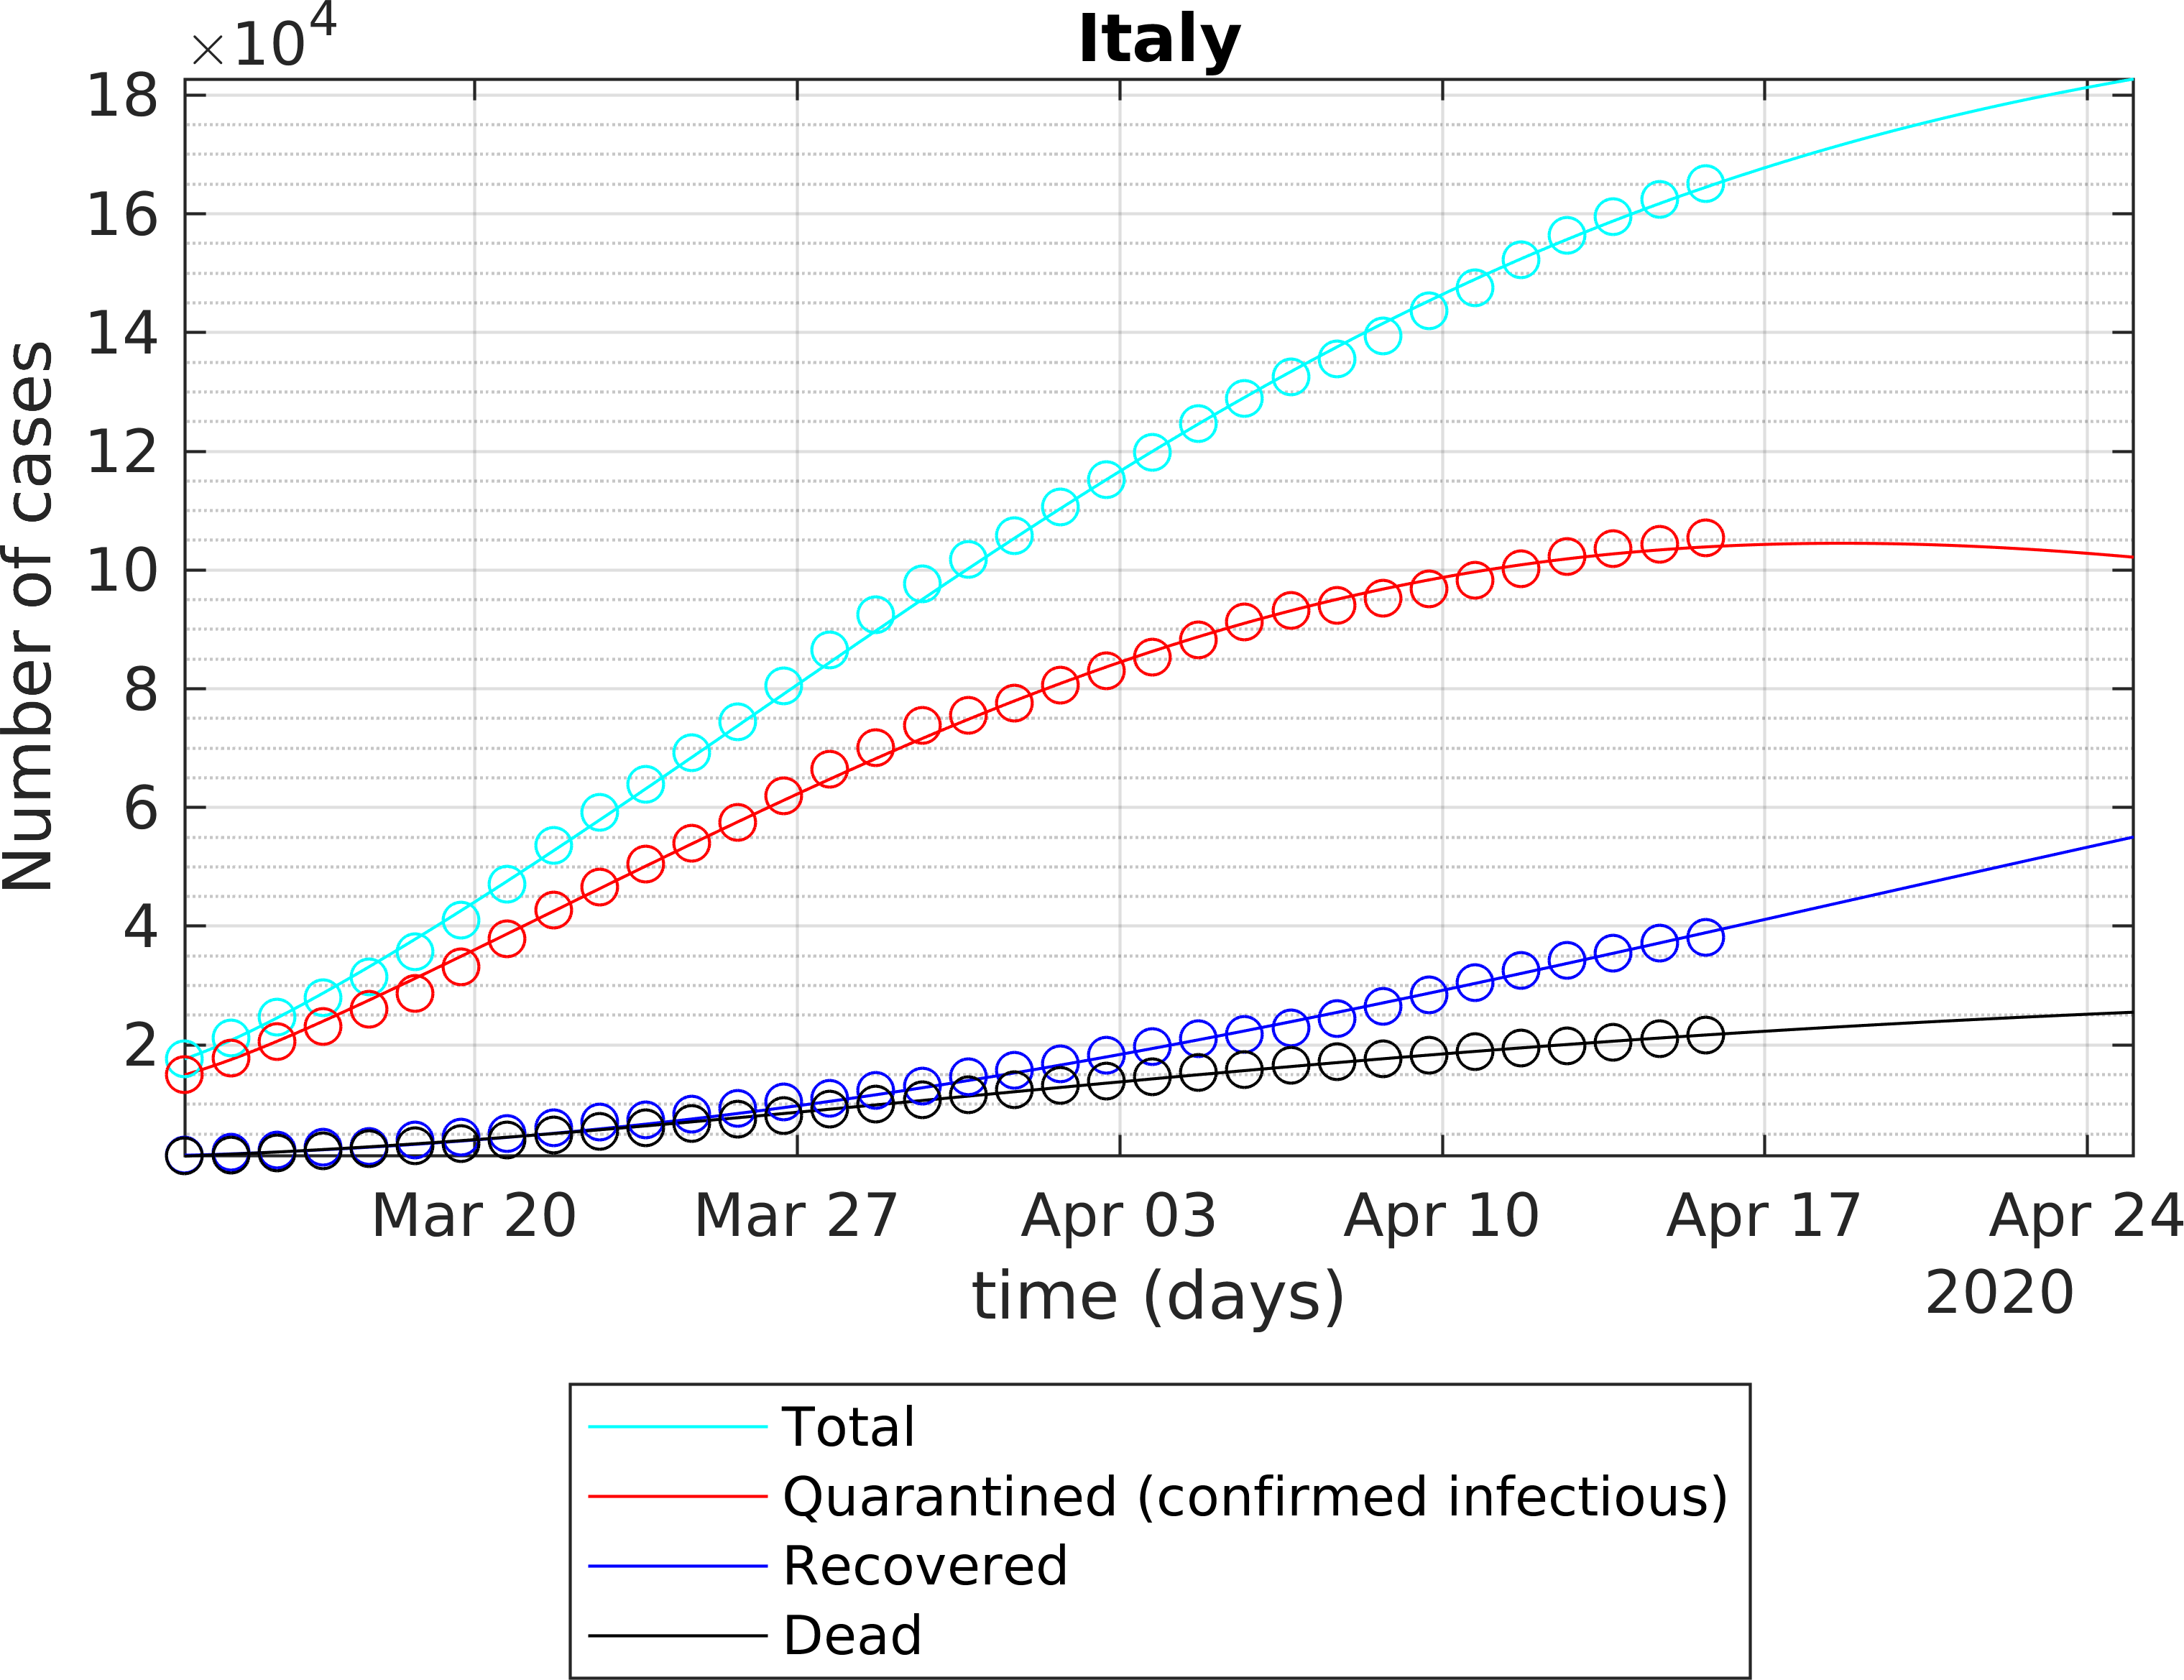 Italy
×10^4
18
16
14
12
10
8
6
4
2
Number of cases
Mar 20 Mar 27 Apr 03 Apr 10 Apr 17 Apr 24
2020
time (days)
Total
Quarantined (confirmed infectious)
Recovered
Dead